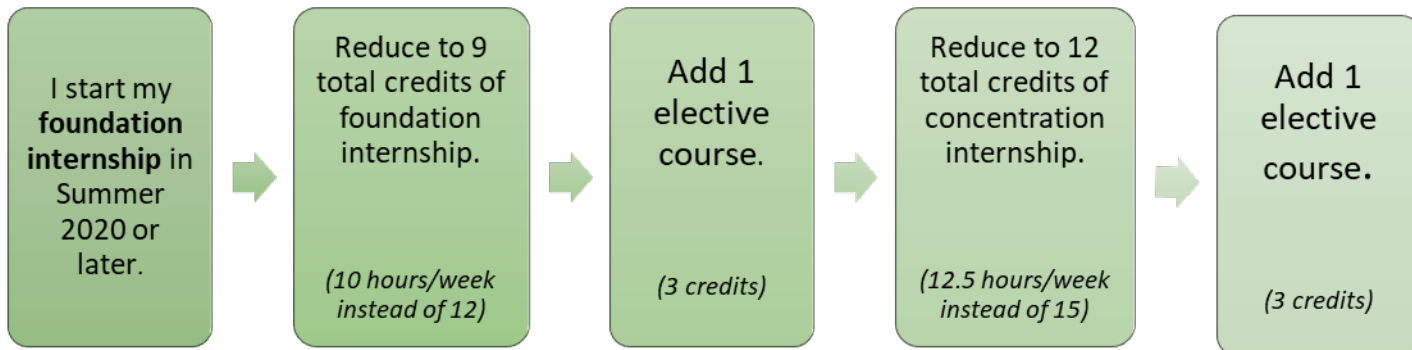 I start my
foundation
internship in
Summer
2020 or
later.
Reduce to 9
total credits of
foundation
internship.
(10 hours/week
instead of 12)
Add 1
elective
course.
(3 credits)
Reduce to 12
total credits of
concentration
internship.
(12.5 hours/week
instead of 15)
Add 1
elective
course.
(3 credits)